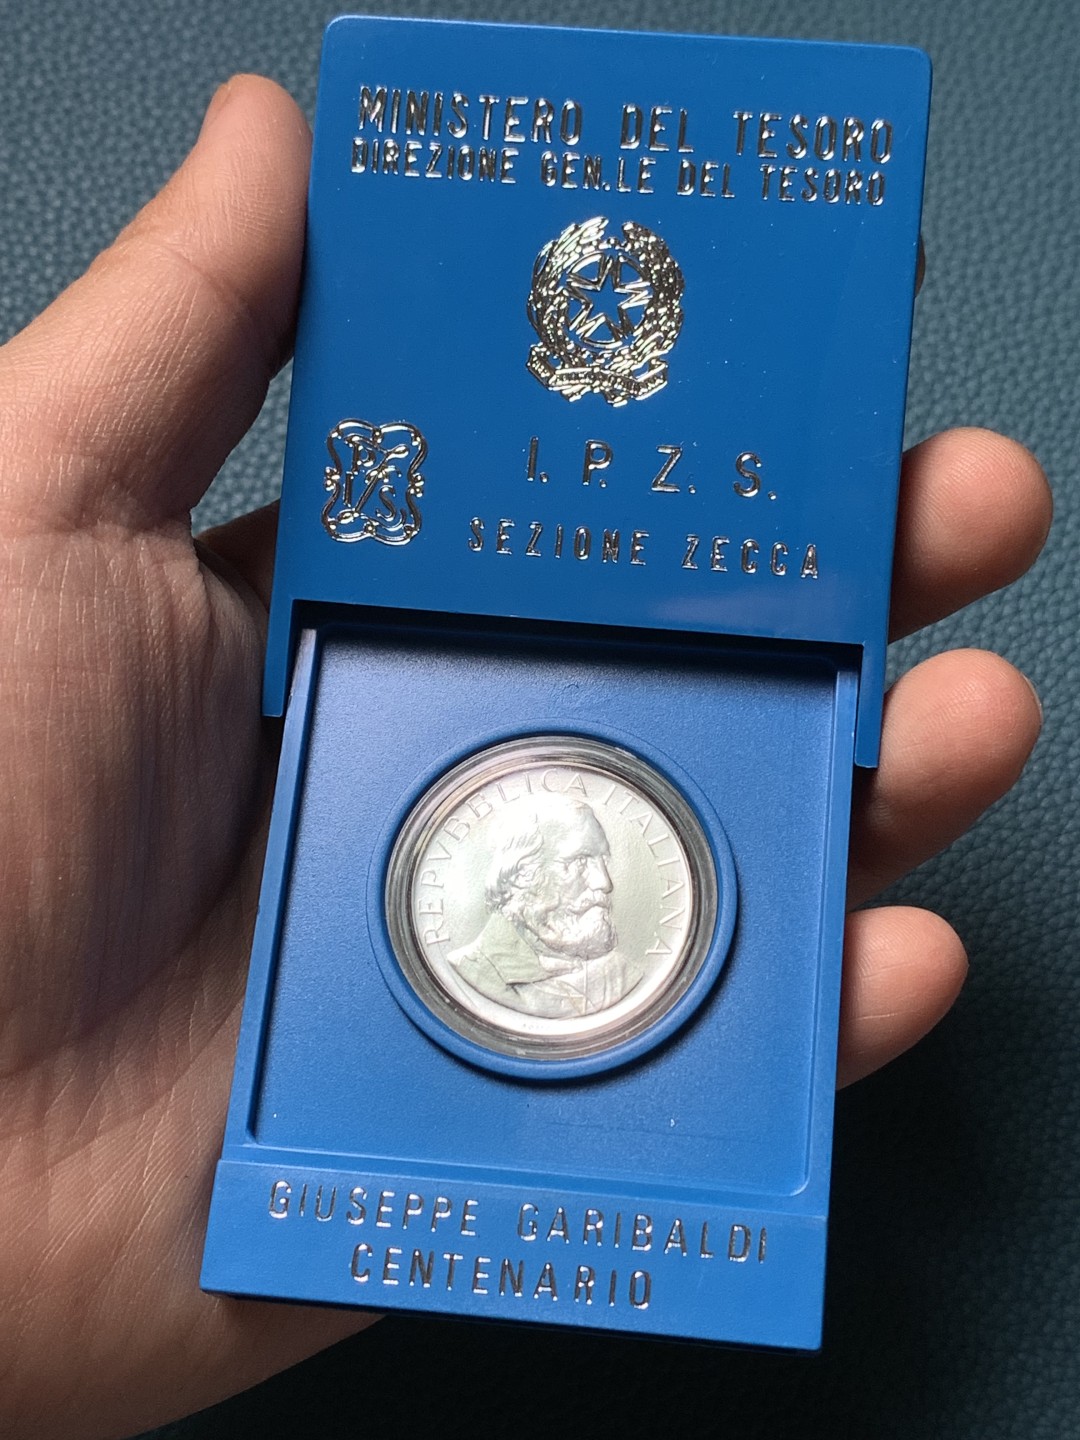 MINISTERO DEL TESORO
DIREZIONE GEN.LE DEL TESORO
I. P. Z. S.
I.P.Z.S.
SEZIONE ZECCA
REPVBBLICA ITALIANA
GIUSEPPE GARIBALDI
CENTENARIO